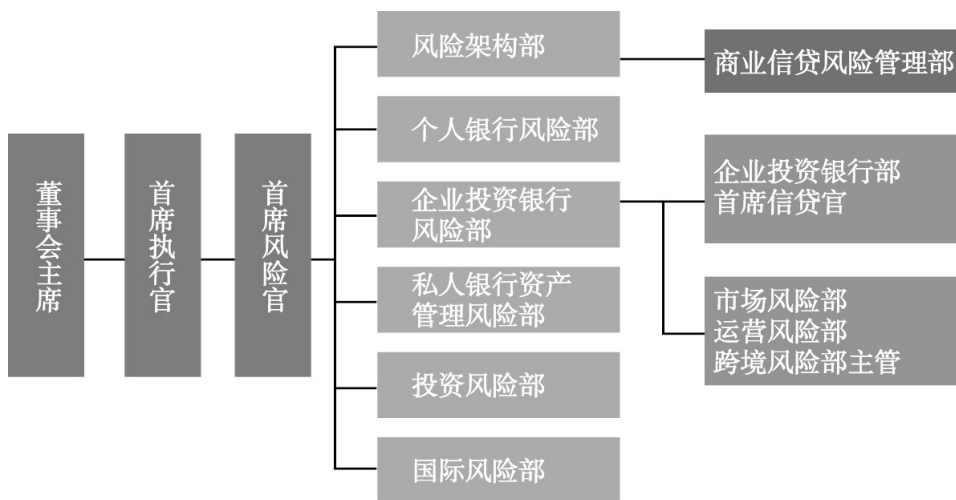 董事会主席
首席执行官
首席风险官
风险架构部
个人银行风险部
企业投资银行
风险部
私人银行资产
管理风险部
投资风险部
国际风险部
商业信贷风险管理部
企业投资银行部
首席信贷官
市场风险部
运营风险部
跨境风险部主管